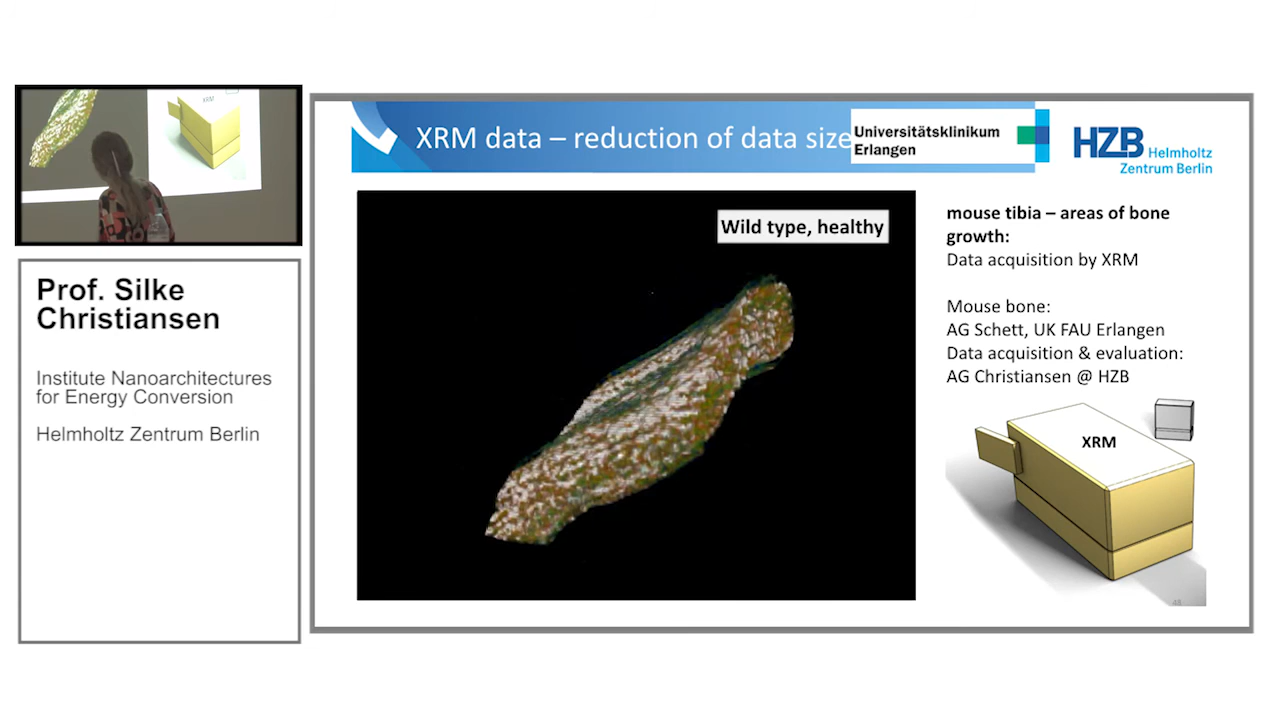 XRM
Prof. Silke
Christiansen
Institute Nanoarchitectures
for Energy Conversion
Helmholtz Zentrum Berlin
XRM data – reduction of data size
Universitätsklinikum
Erlangen
HZB Helmholtz
Zentrum Berlin
Wild type, healthy
mouse tibia – areas of bone
growth:
Data acquisition by XRM
Mouse bone:
AG Schett, UK FAU Erlangen
Data acquisition & evaluation:
AG Christiansen @ HZB
XRM